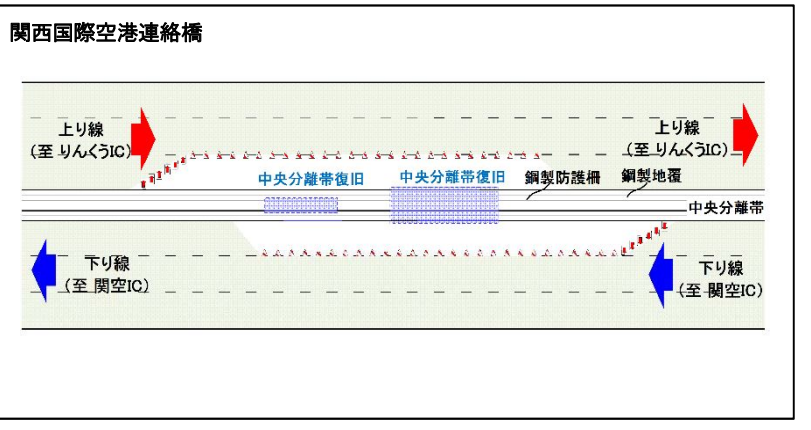 関西国際空港連絡橋
上り線
(至 りんくうIC)
上り線
(至 りんくうIC)
中央分離帯復旧
中央分離帯復旧
鋼製防護柵
鋼製地覆
中央分離帯
下り線
(至 関空IC)
下り線
(至 関空IC)